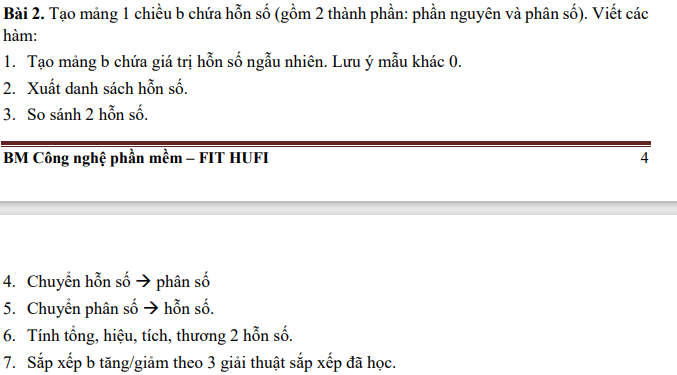 Bài 2. Tạo mảng 1 chiều b chứa hỗn số (gồm 2 thành phần: phần nguyên và phân số). Viết các
hàm:
1. Tạo mảng b chứa giá trị hỗn số ngẫu nhiên. Lưu ý mẫu khác 0.
2. Xuất danh sách hỗn số.
3. So sánh 2 hỗn số.
BM Công nghệ phần mềm – FIT HUFI 4
4. Chuyển hỗn số → phân số
5. Chuyển phân số → hỗn số.
6. Tính tổng, hiệu, tích, thương 2 hỗn số.
7. Sắp xếp b tăng/giảm theo 3 giải thuật sắp xếp đã học.